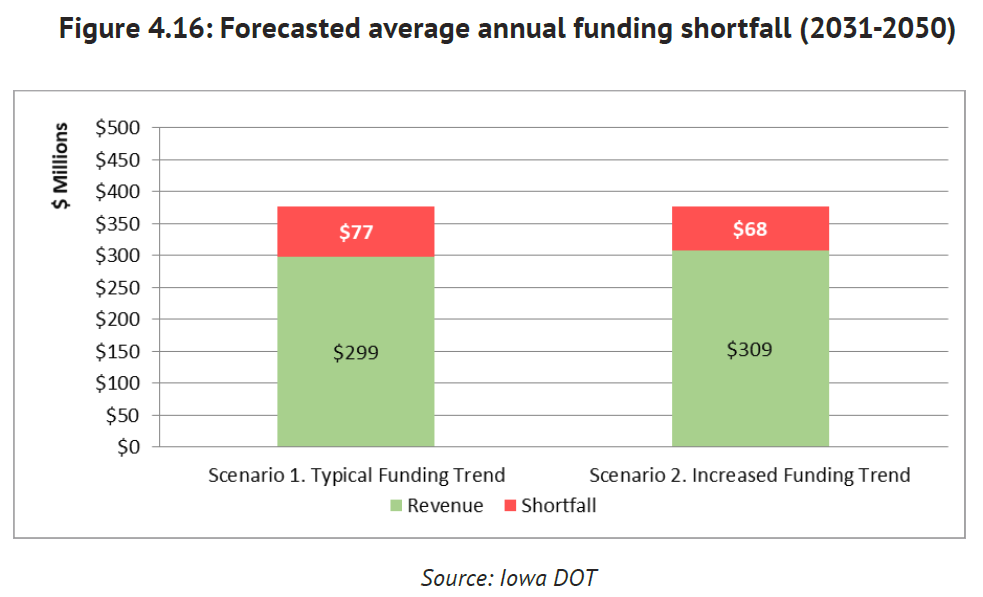 Figure 4.16: Forecasted average annual funding shortfall (2031-2050)
$ Millions
$500
$450
$400
$350
$300
$250
$200
$150
$100
$50
$0
$77
$68
$299
$309
Scenario 1. Typical Funding Trend
Scenario 2. Increased Funding Trend
Revenue
Shortfall
Source: Iowa DOT